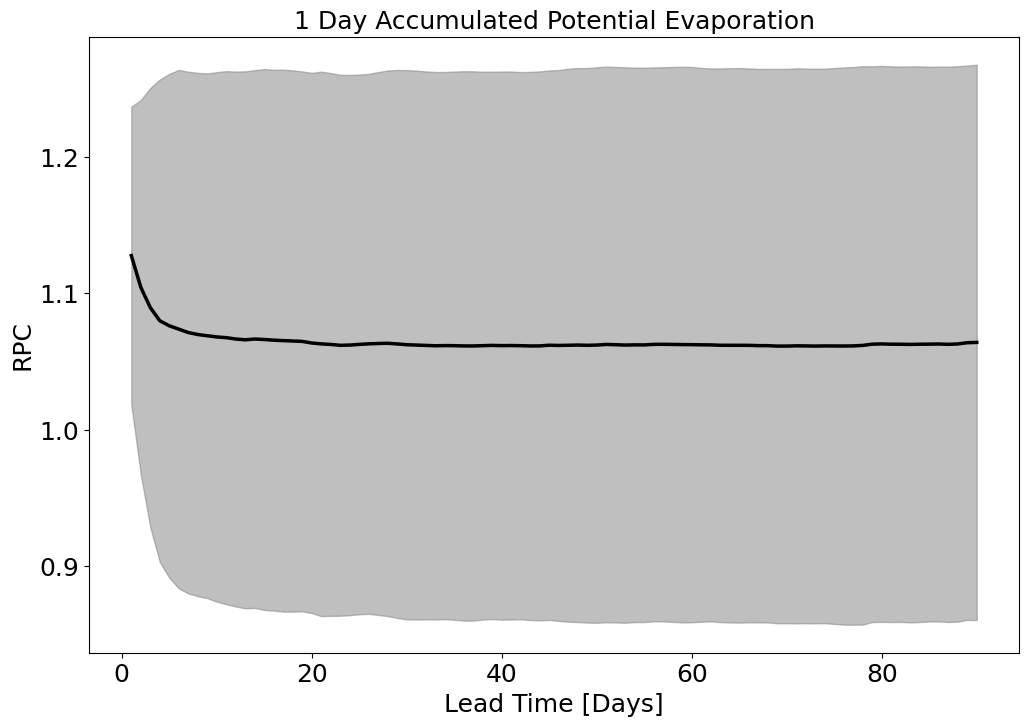 1 Day Accumulated Potential Evaporation
RPC
1.2
1.1
1.0
0.9
0 20 40 60 80
Lead Time [Days]